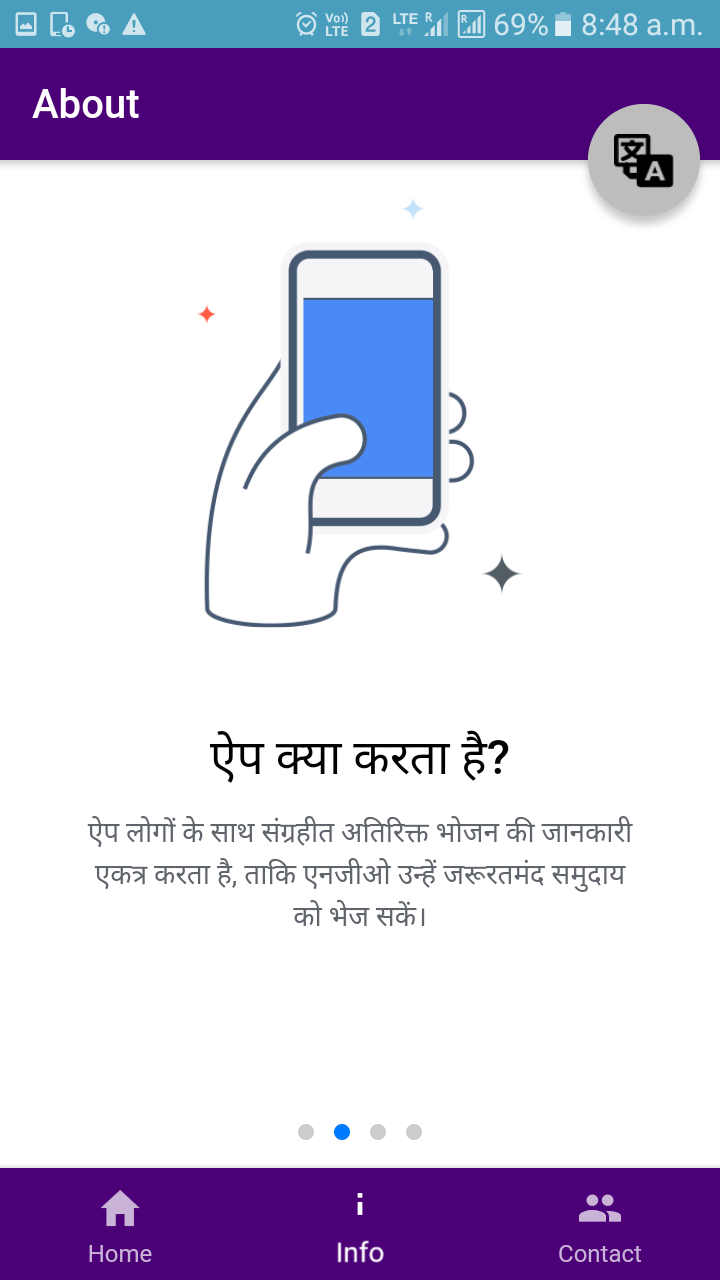 Vo)) LTE 2 LTE R R 69% 8:48 a.m.
About
文 A
ऐप क्या करता है?
ऐप लोगों के साथ संग्रहीत अतिरिक्त भोजन की जानकारी
एकत्र करता है, ताकि एनजीओ उन्हें जरूरतमंद समुदाय
को भेज सकें।
Home Info Contact